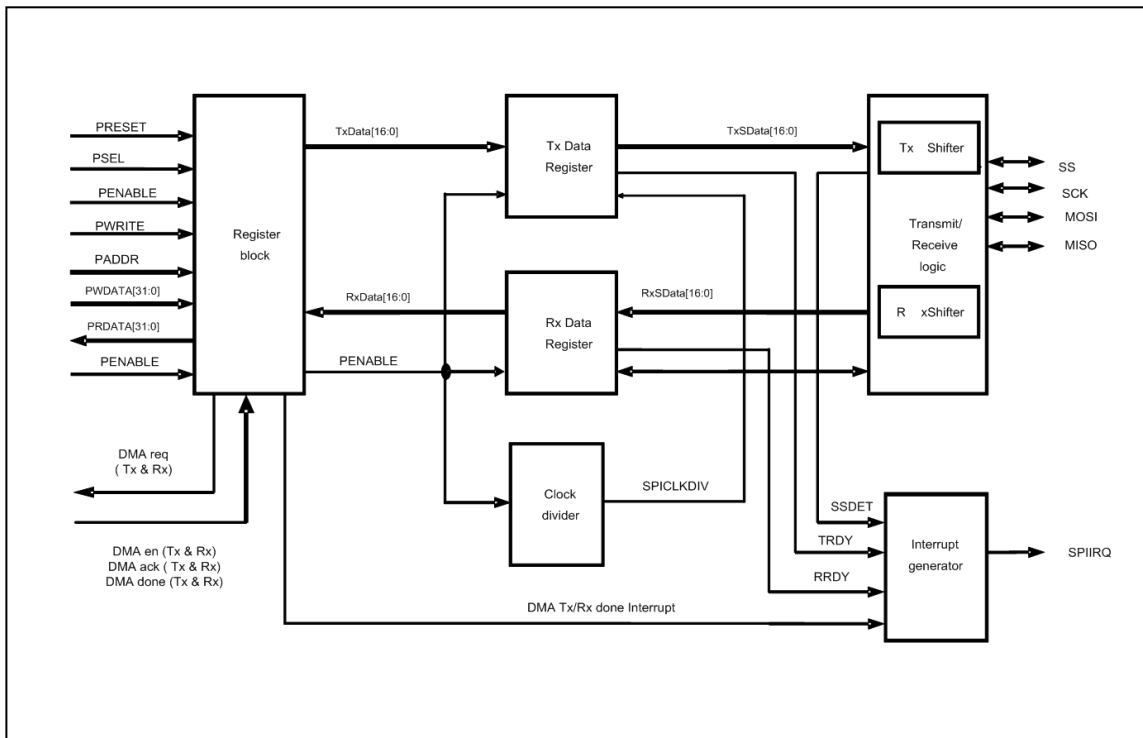 PRESET
PSEL
PENABLE
PWRITE
PADDR
PWDATA[31:0]
PRDATA[31:0]
PENABLE
Register
block
TxData[16:0]
RxData[16:0]
PENABLE
Tx Data
Register
Rx Data
Register
Clock
divider
TxSData[16:0]
RxSData[16:0]
SPICLKDIV
Tx Shifter
Transmit/
Receive
logic
R xShifter
SS
SCK
MOSI
MISO
DMA req
( Tx & Rx)
DMA en (Tx & Rx)
DMA ack ( Tx & Rx)
DMA done (Tx & Rx)
DMA Tx/Rx done Interrupt
SSDET
TRDY
RRDY
Interrupt
generator
SPIIRQ